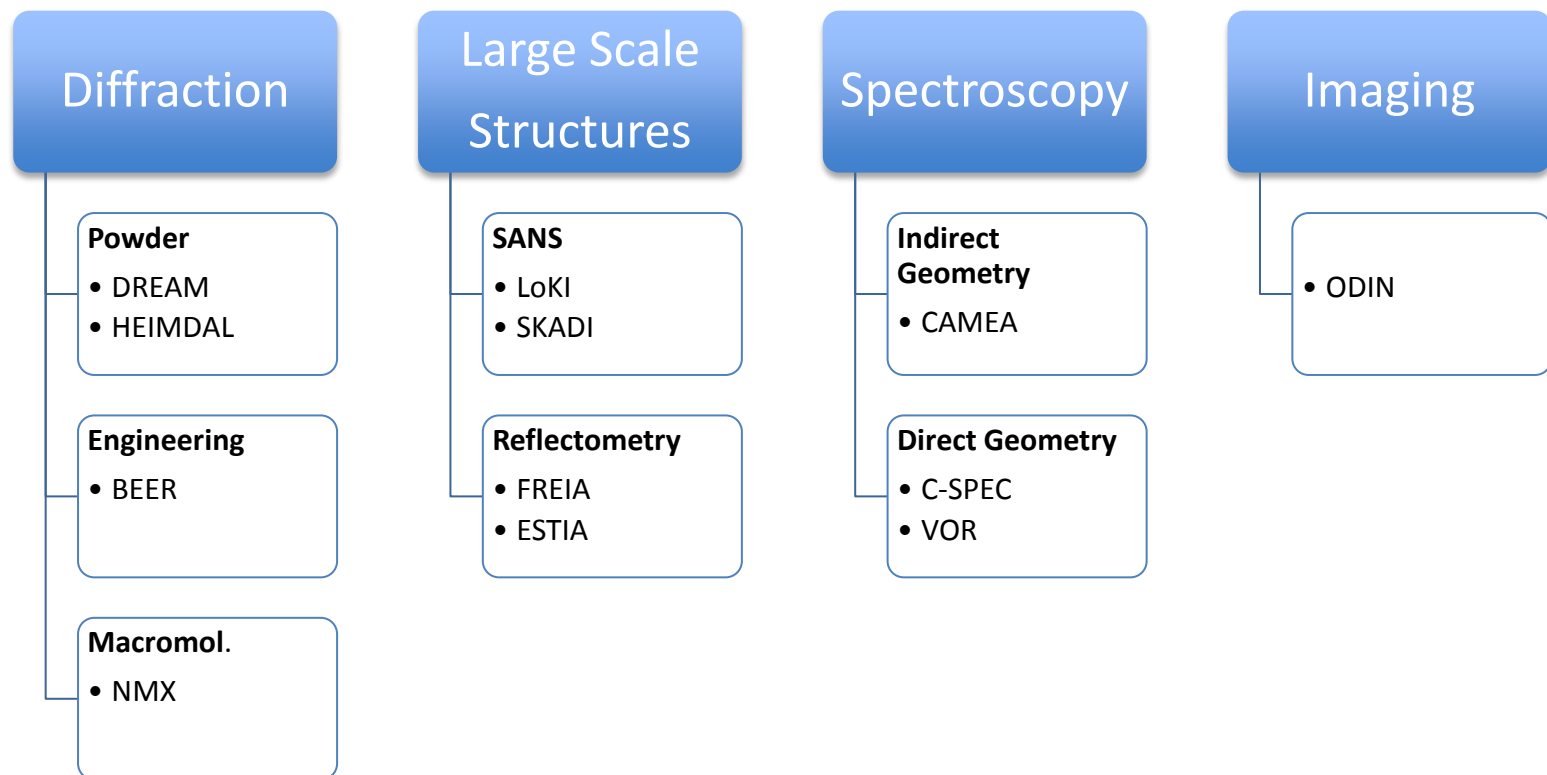 Diffraction
Powder
• DREAM
• HEIMDAL
Engineering
• BEER
Macromol.
• NMX
Large Scale
Structures
SANS
• LoKI
• SKADI
Reflectometry
• FREIA
• ESTIA
Spectroscopy
Indirect
Geometry
• CAMEA
Direct Geometry
• C-SPEC
• VOR
Imaging
• ODIN